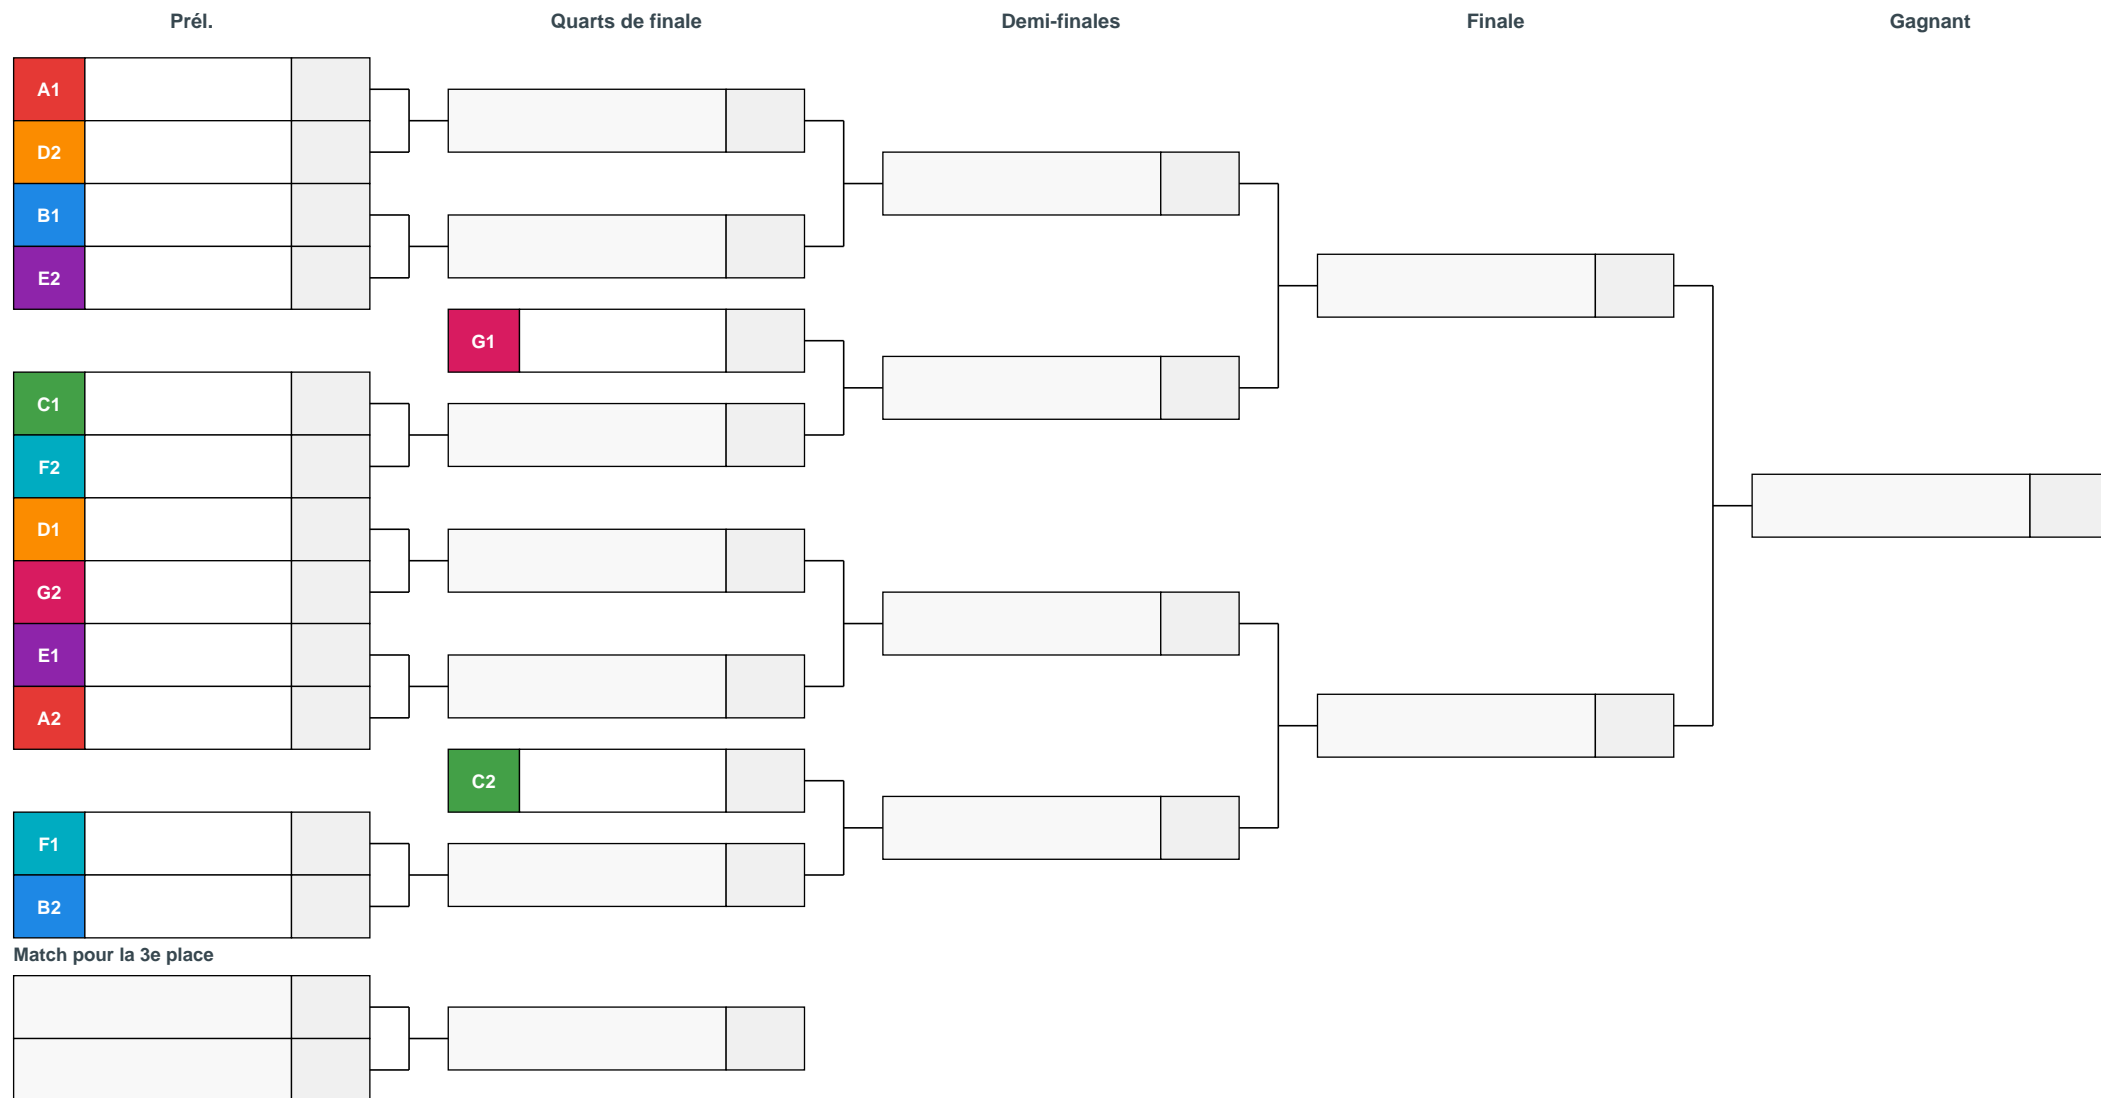 Prél.
Quarts de finale
Demi-finales
Finale
Gagnant
A1
D2
B1
E2
G1
C1
F2
D1
G2
E1
A2
C2
F1
B2
Match pour la 3e place